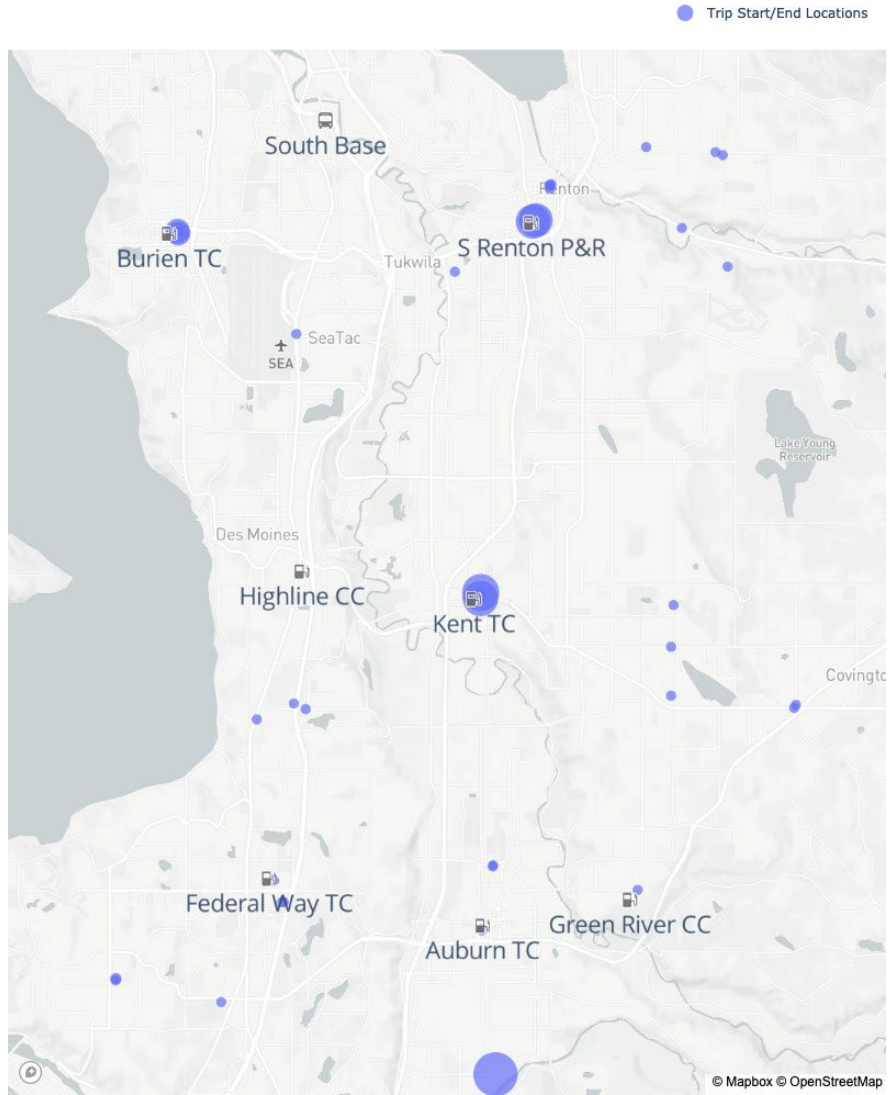 Trip Start/End Locations
South Base
Renton
S Renton P&R
Burien TC
Tukwila
SeaTac
SEA
Lake Young
Reservoir
Des Moines
Highline CC
Kent TC
Covingto
Federal Way TC
Green River CC
Auburn TC
© Mapbox © OpenStreetMap